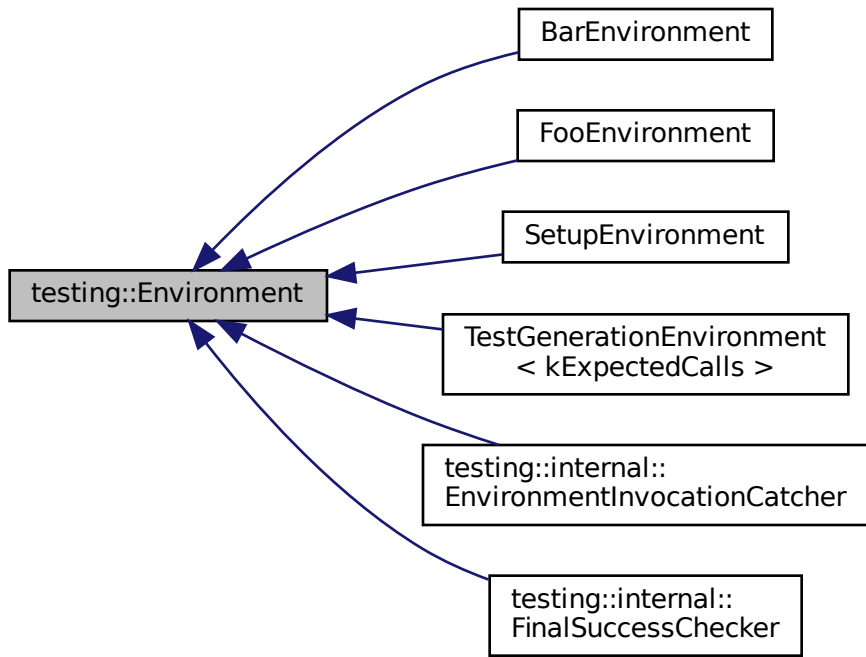 BarEnvironment
FooEnvironment
SetupEnvironment
testing::Environment
TestGenerationEnvironment
< kExpectedCalls >
testing::internal::
EnvironmentInvocationCatcher
testing::internal::
FinalSuccessChecker